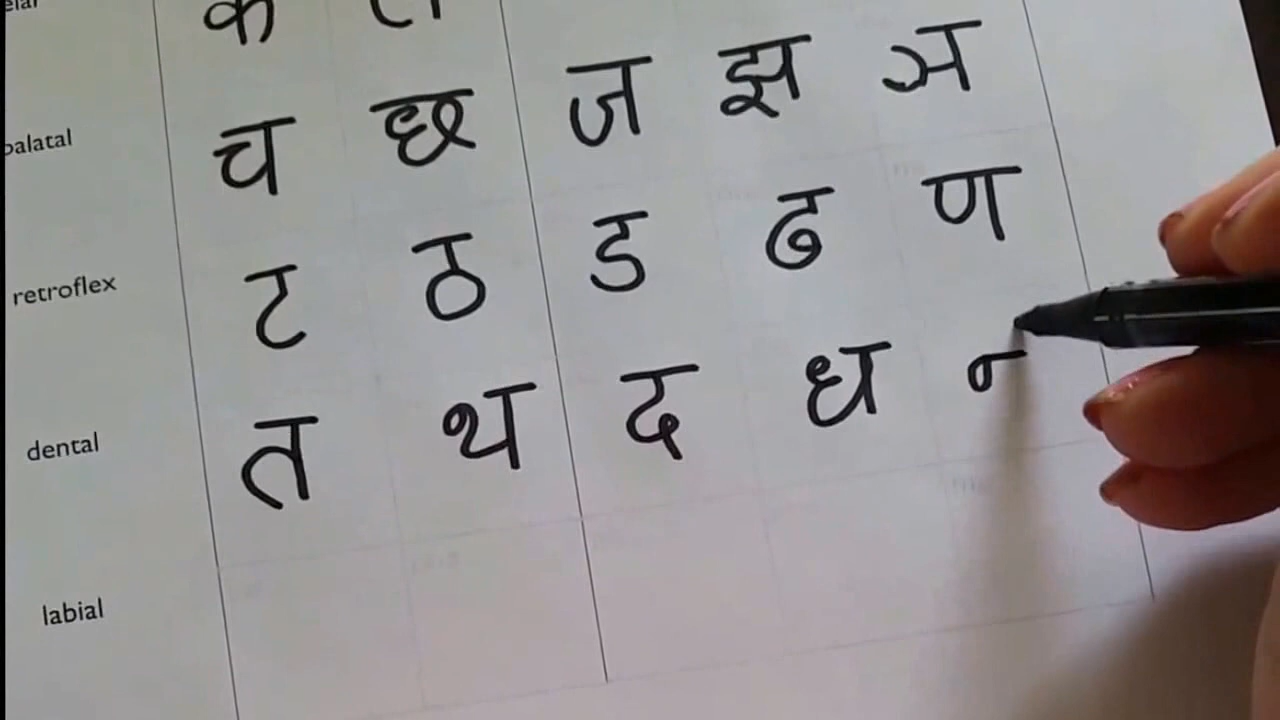 क
palatal च छ ज झ ञ
retroflex ट ठ ड ढ ण
dental त थ द ध
labial